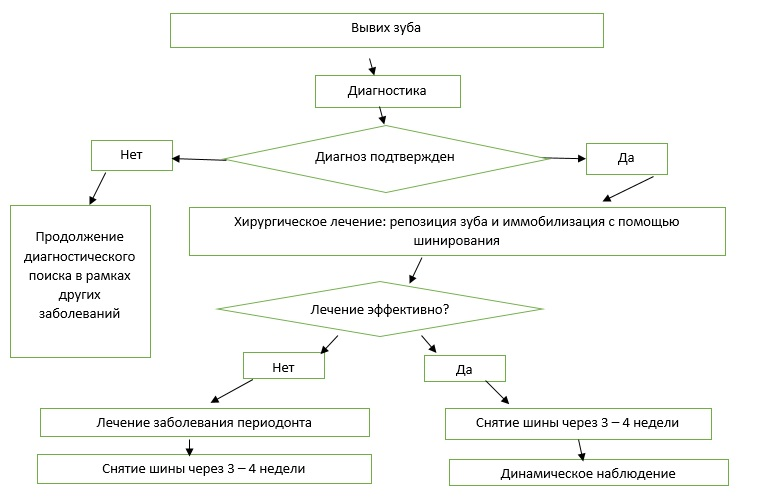 Вывих зуба
Диагностика
Диагноз подтвержден
Нет
Да
Продолжение
диагностического
поиска в рамках
других
заболеваний
Хирургическое лечение: репозиция зуба и иммобилизация с помощью
шинирования
Лечение эффективно?
Нет
Да
Лечение заболевания периодонта
Снятие шины через 3 – 4 недели
Снятие шины через 3 – 4 недели
Динамическое наблюдение